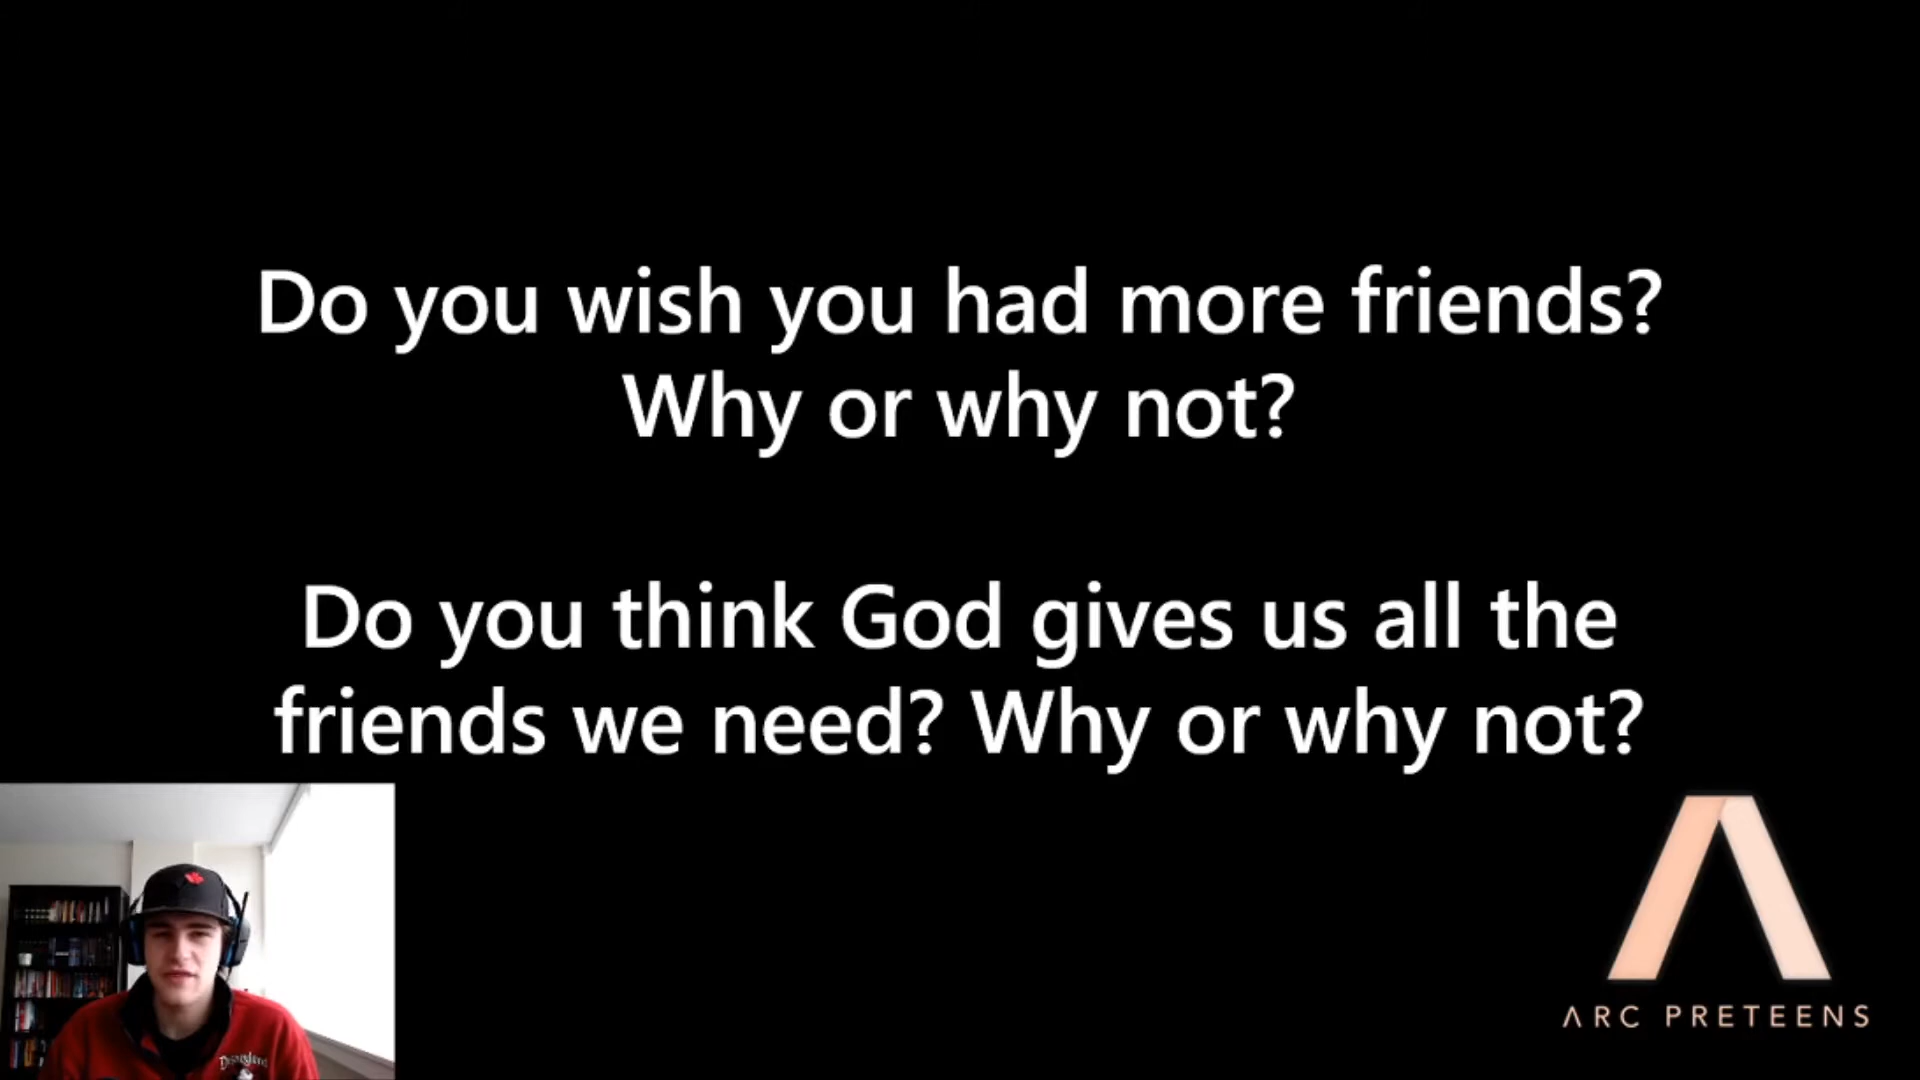 Do you wish you had more friends?
Why or why not?
Do you think God gives us all the
friends we need? Why or why not?
Disneyland
ARC PRETEENS